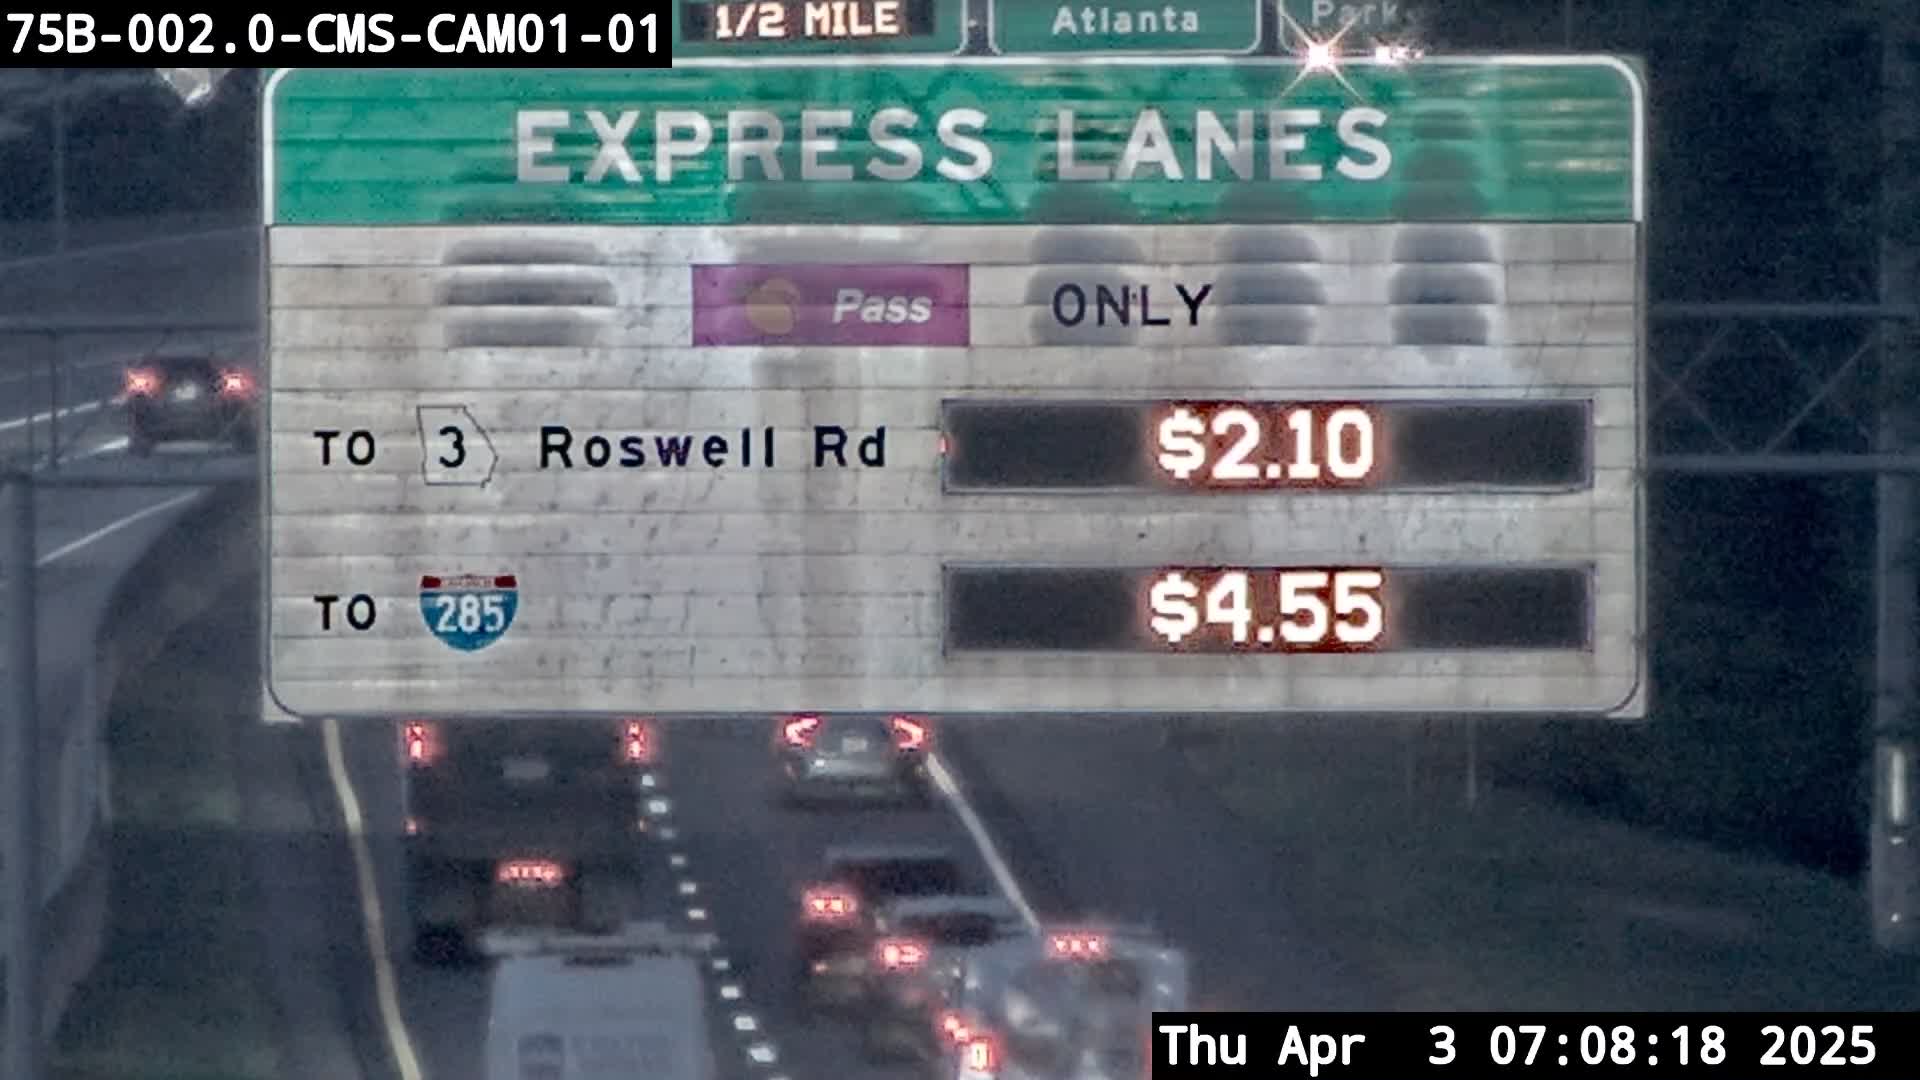 75B-002.0-CMS-CAM01-01
1/2 MILE
Atlanta
Park
EXPRESS LANES
Pass ONLY
TO 3 Roswell Rd $2.10
TO 285 $4.55
Thu Apr 3 07:08:18 2025